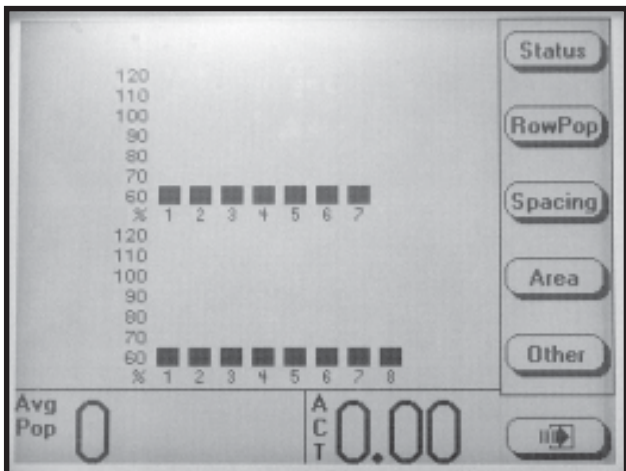 120
110
100
90
80
70
60
% 1 2 3 4 5 6 7
120
110
100
90
80
70
60
% 1 2 3 4 5 6 7 8
Avg
Pop 0
ACT 0.00
Status
RowPop
Spacing
Area
Other